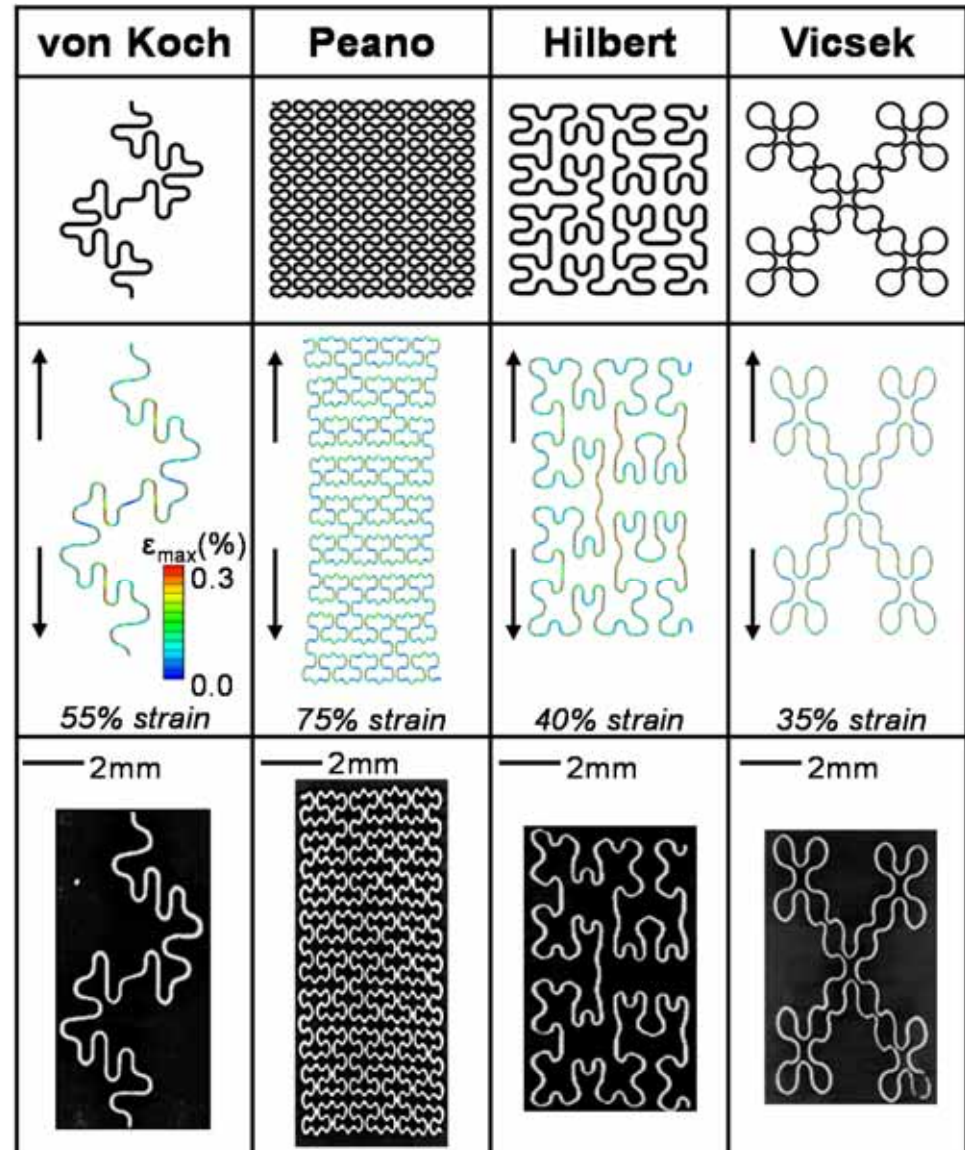 von Koch Peano Hilbert Vicsek
εmax(%)
0.3
0.0
55% strain 75% strain 40% strain 35% strain
2mm 2mm 2mm 2mm